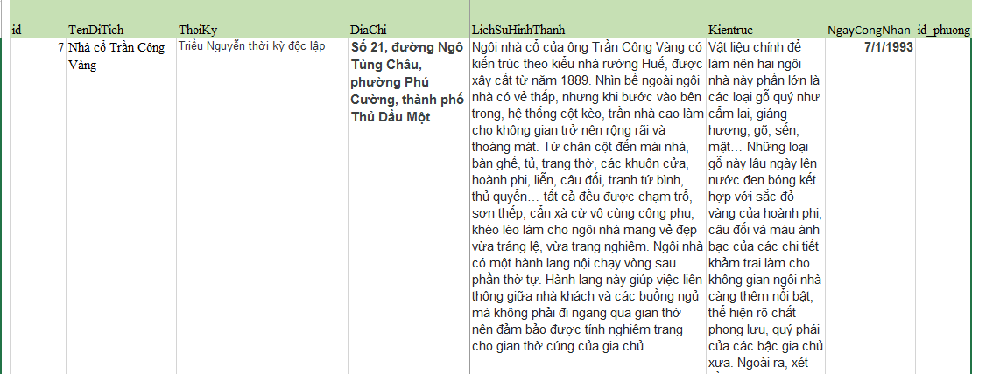 id TenDiTich ThoiKy DiaChi LichSuHinhThanh Kientruc NgayCongNhan id_phuong
7
Nhà cổ Trần Công
Vàng
Triều Nguyễn thời kỳ độc lập
Số 21, đường Ngô
Tùng Châu,
phường Phú
Cường, thành phố
Thủ Dầu Một
Ngôi nhà cổ của ông Trần Công Vàng có
kiến trúc theo kiểu nhà rường Huế, được
xây cất từ năm 1889. Nhìn bề ngoài ngôi
nhà có vẻ thấp, nhưng khi bước vào bên
trong, hệ thống cột kèo, trần nhà cao làm
cho không gian trở nên rộng rãi và
thoáng mát. Từ chân cột đến mái nhà,
bàn ghế, tủ, trang thờ, các khuôn cửa,
hoành phi, liễn, câu đối, tranh tứ bình,
thủ quyển… tất cả đều được chạm trổ,
sơn thếp, cẩn xà cừ vô cùng công phu,
khéo léo làm cho ngôi nhà mang vẻ đẹp
vừa tráng lệ, vừa trang nghiêm. Ngôi nhà
có một hành lang nội chạy vòng sau
phần thờ tự. Hành lang này giúp việc liên
thông giữa nhà khách và các buồng ngủ
mà không phải đi ngang qua gian thờ
nên đảm bảo được tính nghiêm trang
cho gian thờ cúng của gia chủ.
Vật liệu chính để
làm nên hai ngôi
nhà này phần lớn là
các loại gỗ quý như
cẩm lai, giáng
hương, gõ, sến,
mật… Những loại
gỗ này lâu ngày lên
nước đen bóng kết
hợp với sắc đỏ
vàng của hoành phi,
câu đối và màu ánh
bạc của các chi tiết
khảm trai làm cho
không gian ngôi nhà
càng thêm nổi bật,
thể hiện rõ chất
phong lưu, quý phái
của các bậc gia chủ
xưa. Ngoài ra, xét
7/1/1993